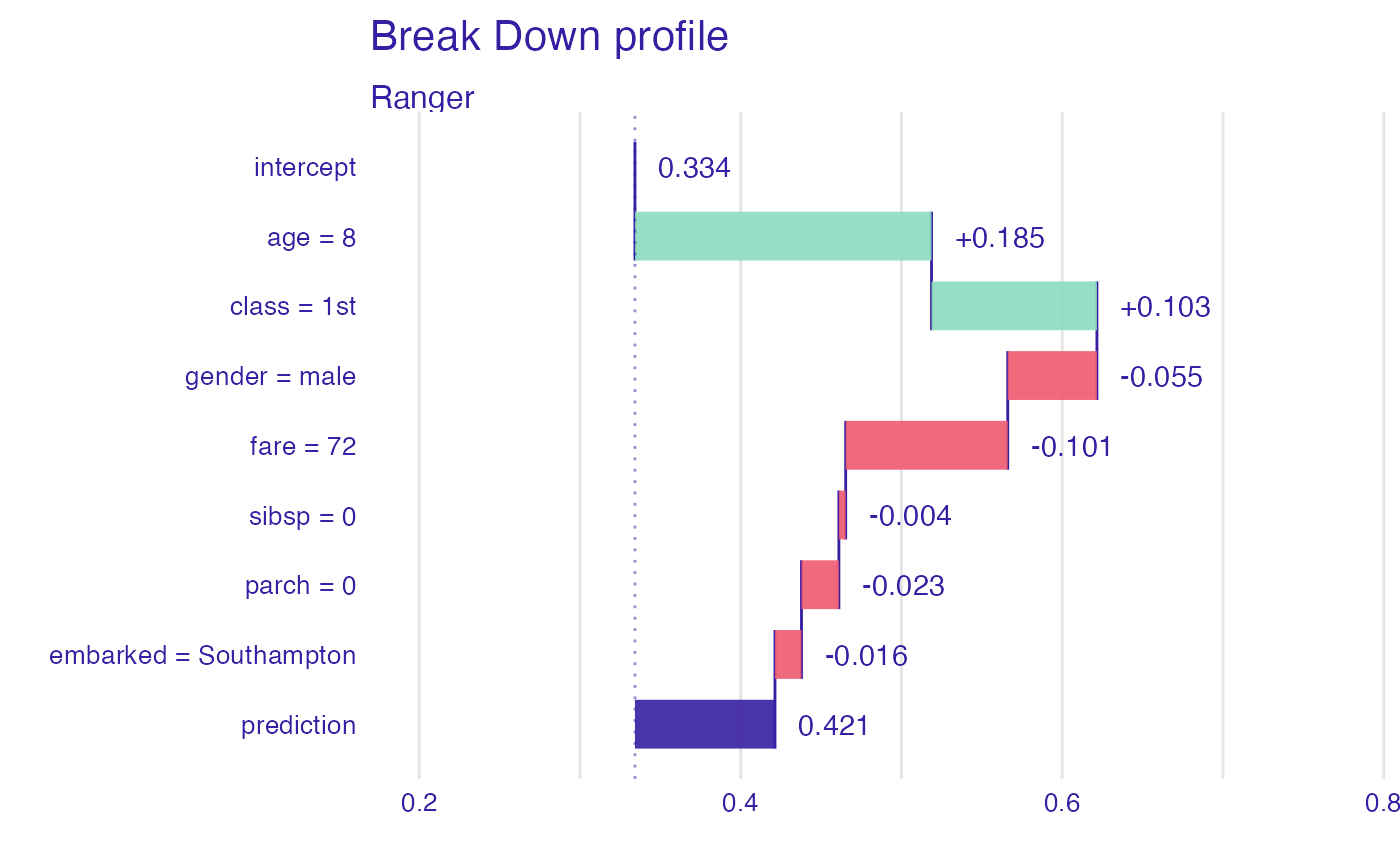 Break Down profile
Ranger
intercept 0.334
age = 8 +0.185
class = 1st +0.103
gender = male -0.055
fare = 72 -0.101
sibsp = 0 -0.004
parch = 0 -0.023
embarked = Southampton -0.016
prediction 0.421
0.2 0.4 0.6 0.8